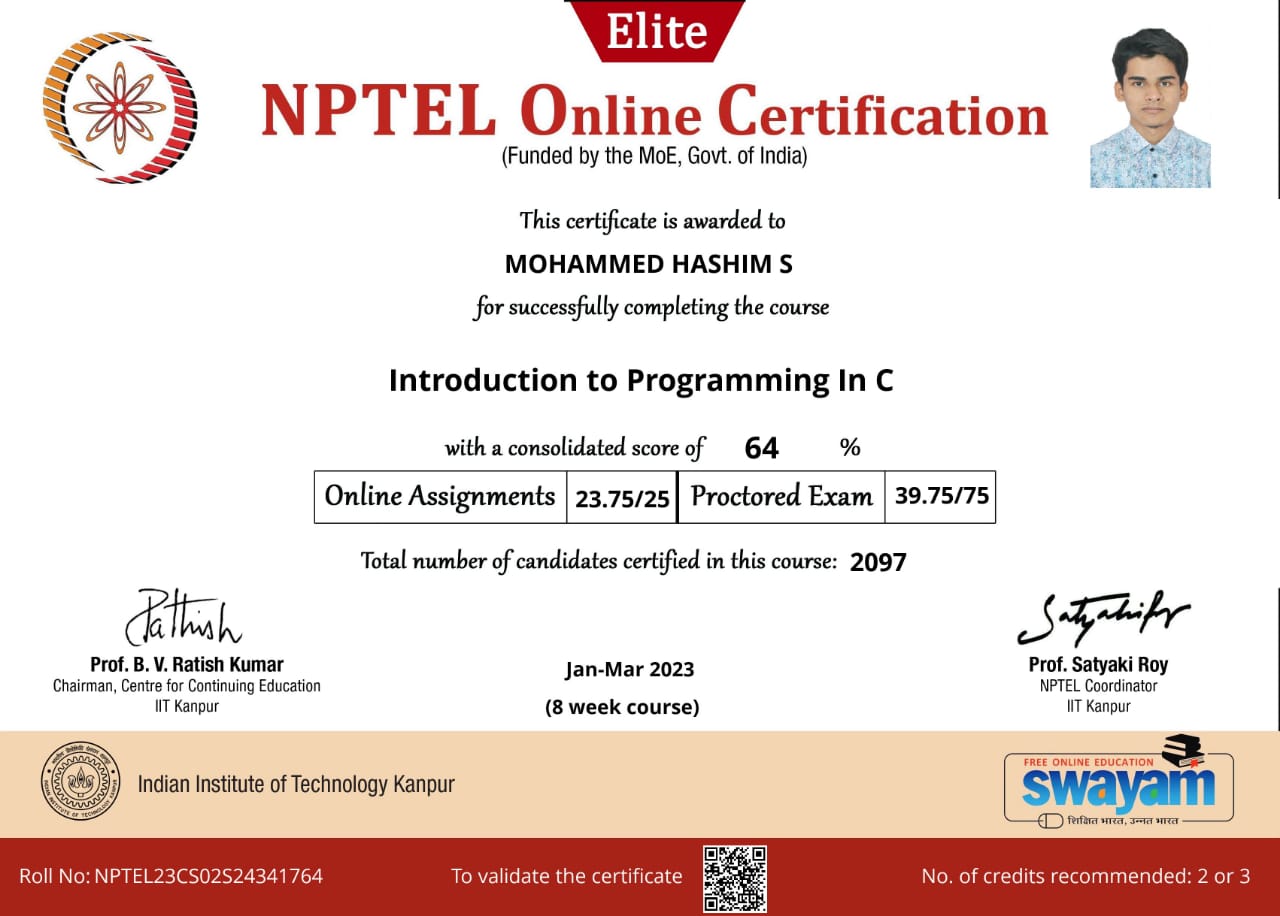 Elite
NPTEL Online Certification
(Funded by the MoE, Govt. of India)
This certificate is awarded to
MOHAMMED HASHIM S
for successfully completing the course
Introduction to Programming In C
with a consolidated score of 64 %
Online Assignments 23.75/25 Proctored Exam 39.75/75
Total number of candidates certified in this course: 2097
Prof. B. V. Ratish Kumar
Chairman, Centre for Continuing Education
IIT Kanpur
Jan-Mar 2023
(8 week course)
Prof. Satyaki Roy
NPTEL Coordinator
IIT Kanpur
Indian Institute of Technology Kanpur
FREE ONLINE EDUCATION
swayam
शिक्षित भारत, उन्नत भारत
Roll No: NPTEL23CS02S24341764
To validate the certificate
No. of credits recommended: 2 or 3